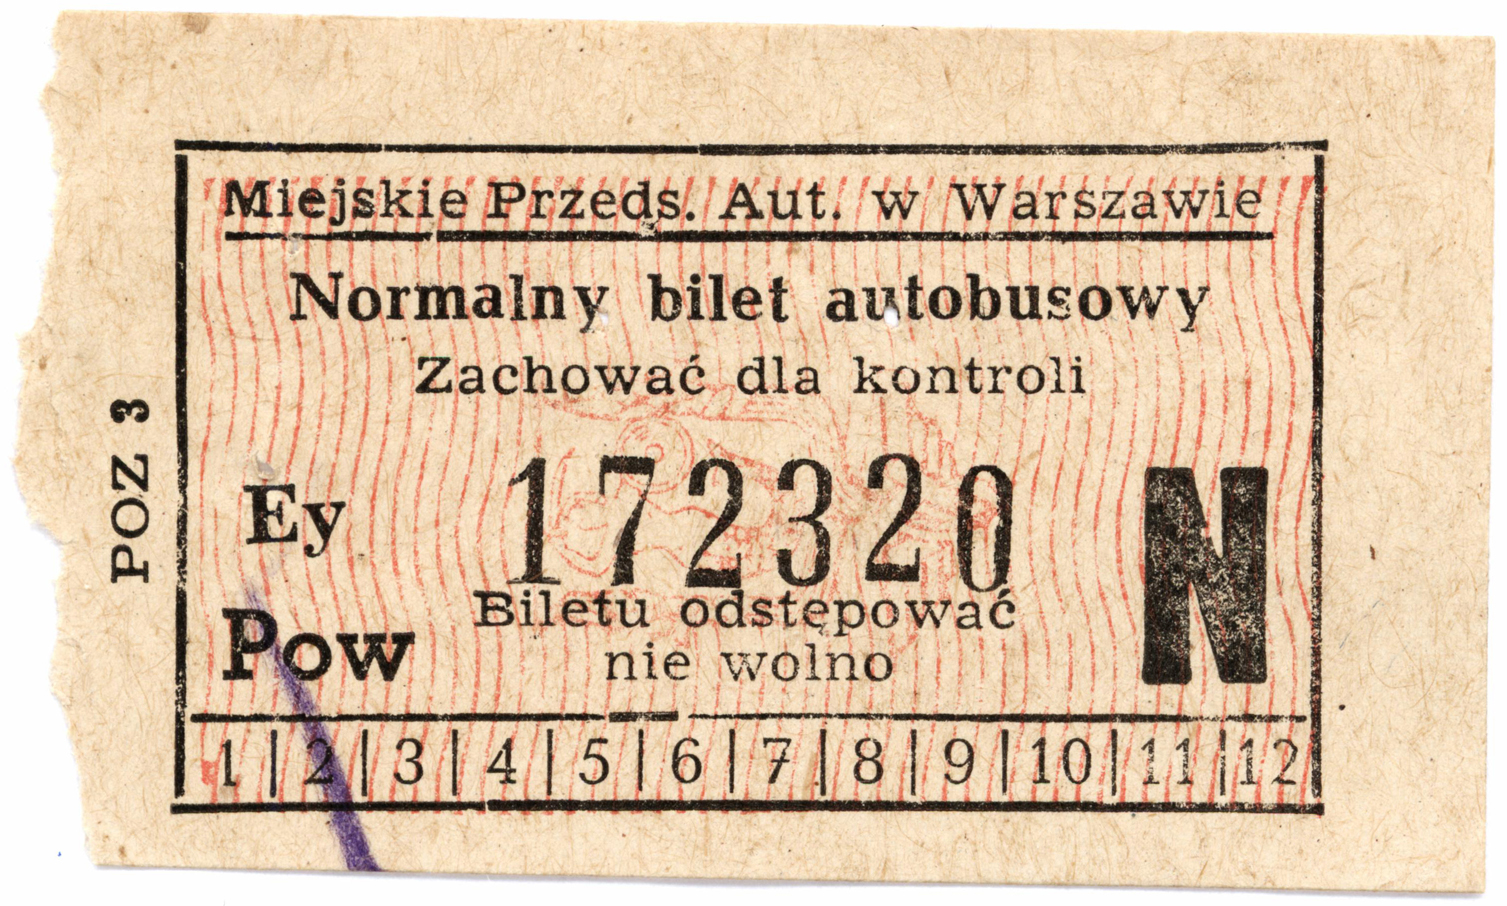 Miejskie Przeds. Aut. w Warszawie
Normalny bilet autobusowy
Zachować dla kontroli
POZ 3
Ey 172320 N
Pow
Biletu odstępować
nie wolno
1 | 2 | 3 | 4 | 5 | 6 | 7 | 8 | 9 | 10 | 11 | 12